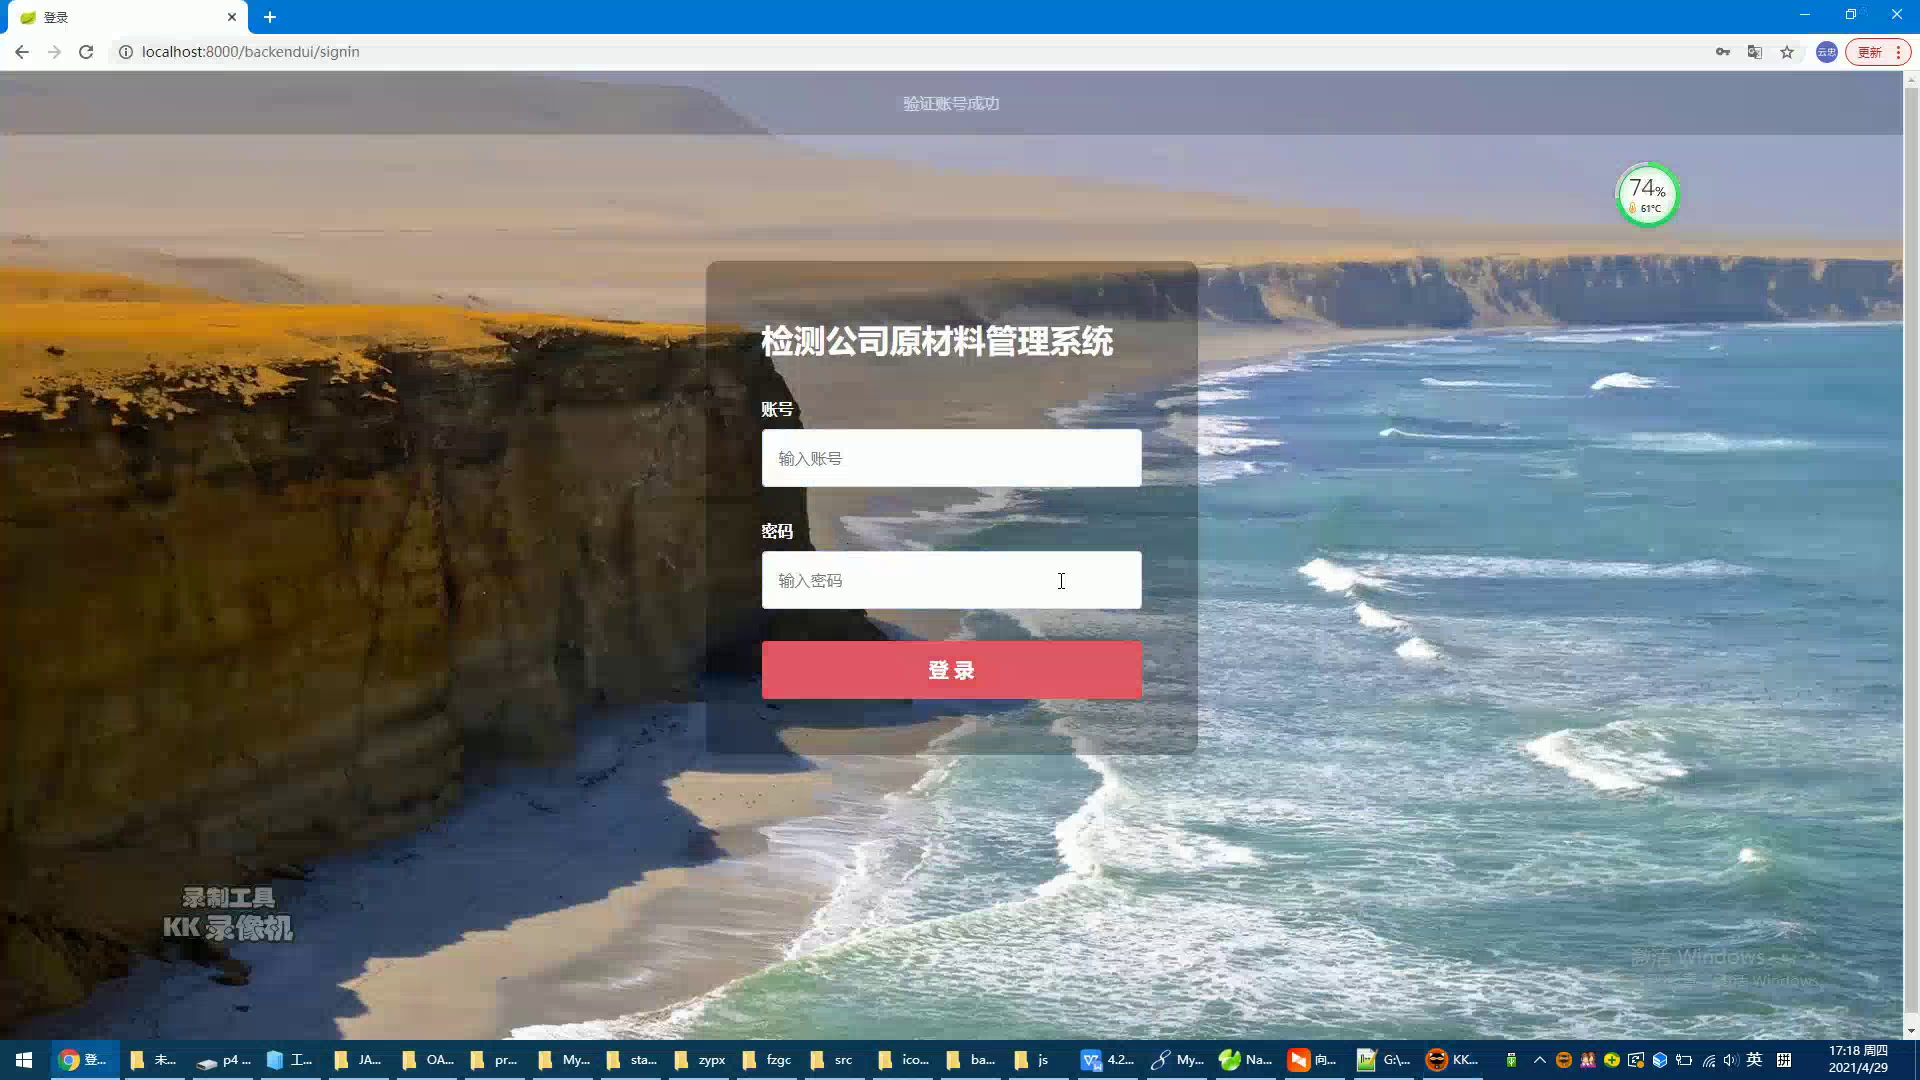 登录
localhost:8000/backendui/signin
云忠
更新
验证账号成功
74%
61°C
检测公司原材料管理系统
账号
输入账号
密码
输入密码
登 录
录制工具
KK 录像机
激活 Windows
登...
未...
p4 ...
工...
JA...
OA...
pr...
My...
sta...
zypx
fzgc
src
ico...
ba...
js
4.2...
My...
Na...
向...
G:\...
KK...
英
拼
17:18 周四
2021/4/29